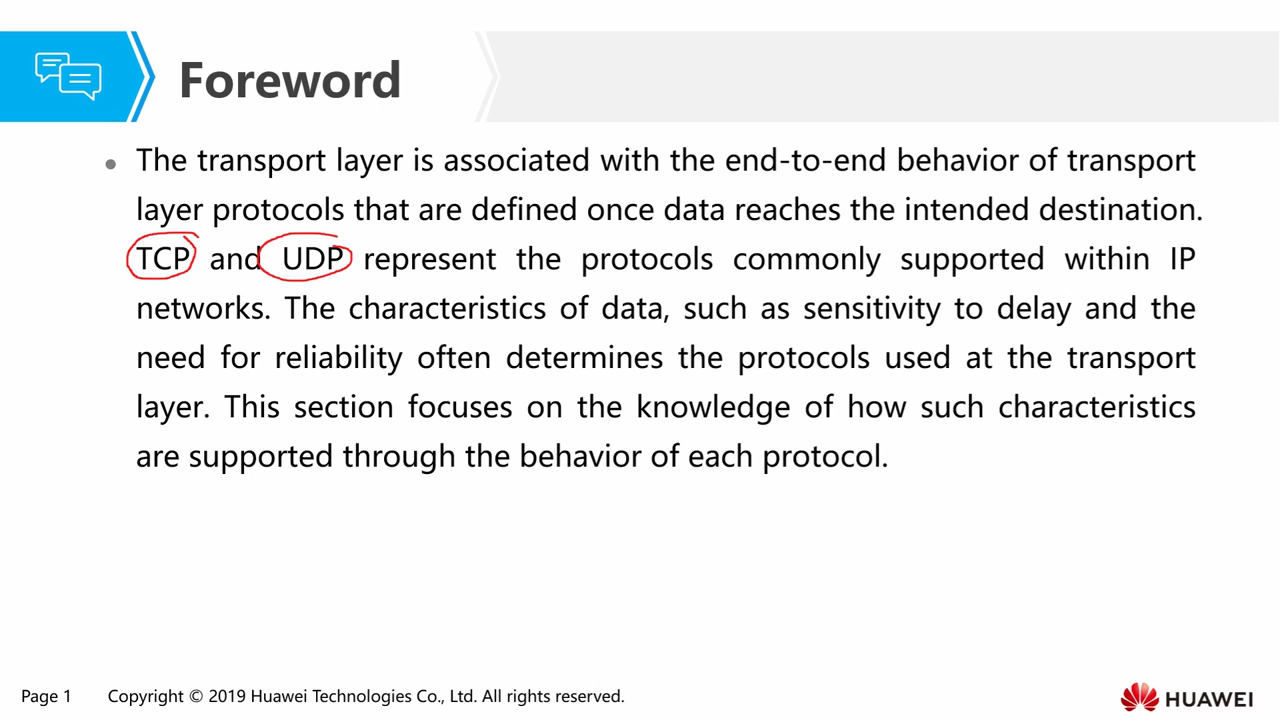 Foreword
The transport layer is associated with the end-to-end behavior of transport
layer protocols that are defined once data reaches the intended destination.
TCP and UDP represent the protocols commonly supported within IP
networks. The characteristics of data, such as sensitivity to delay and the
need for reliability often determines the protocols used at the transport
layer. This section focuses on the knowledge of how such characteristics
are supported through the behavior of each protocol.
Page 1 Copyright © 2019 Huawei Technologies Co., Ltd. All rights reserved.
HUAWEI